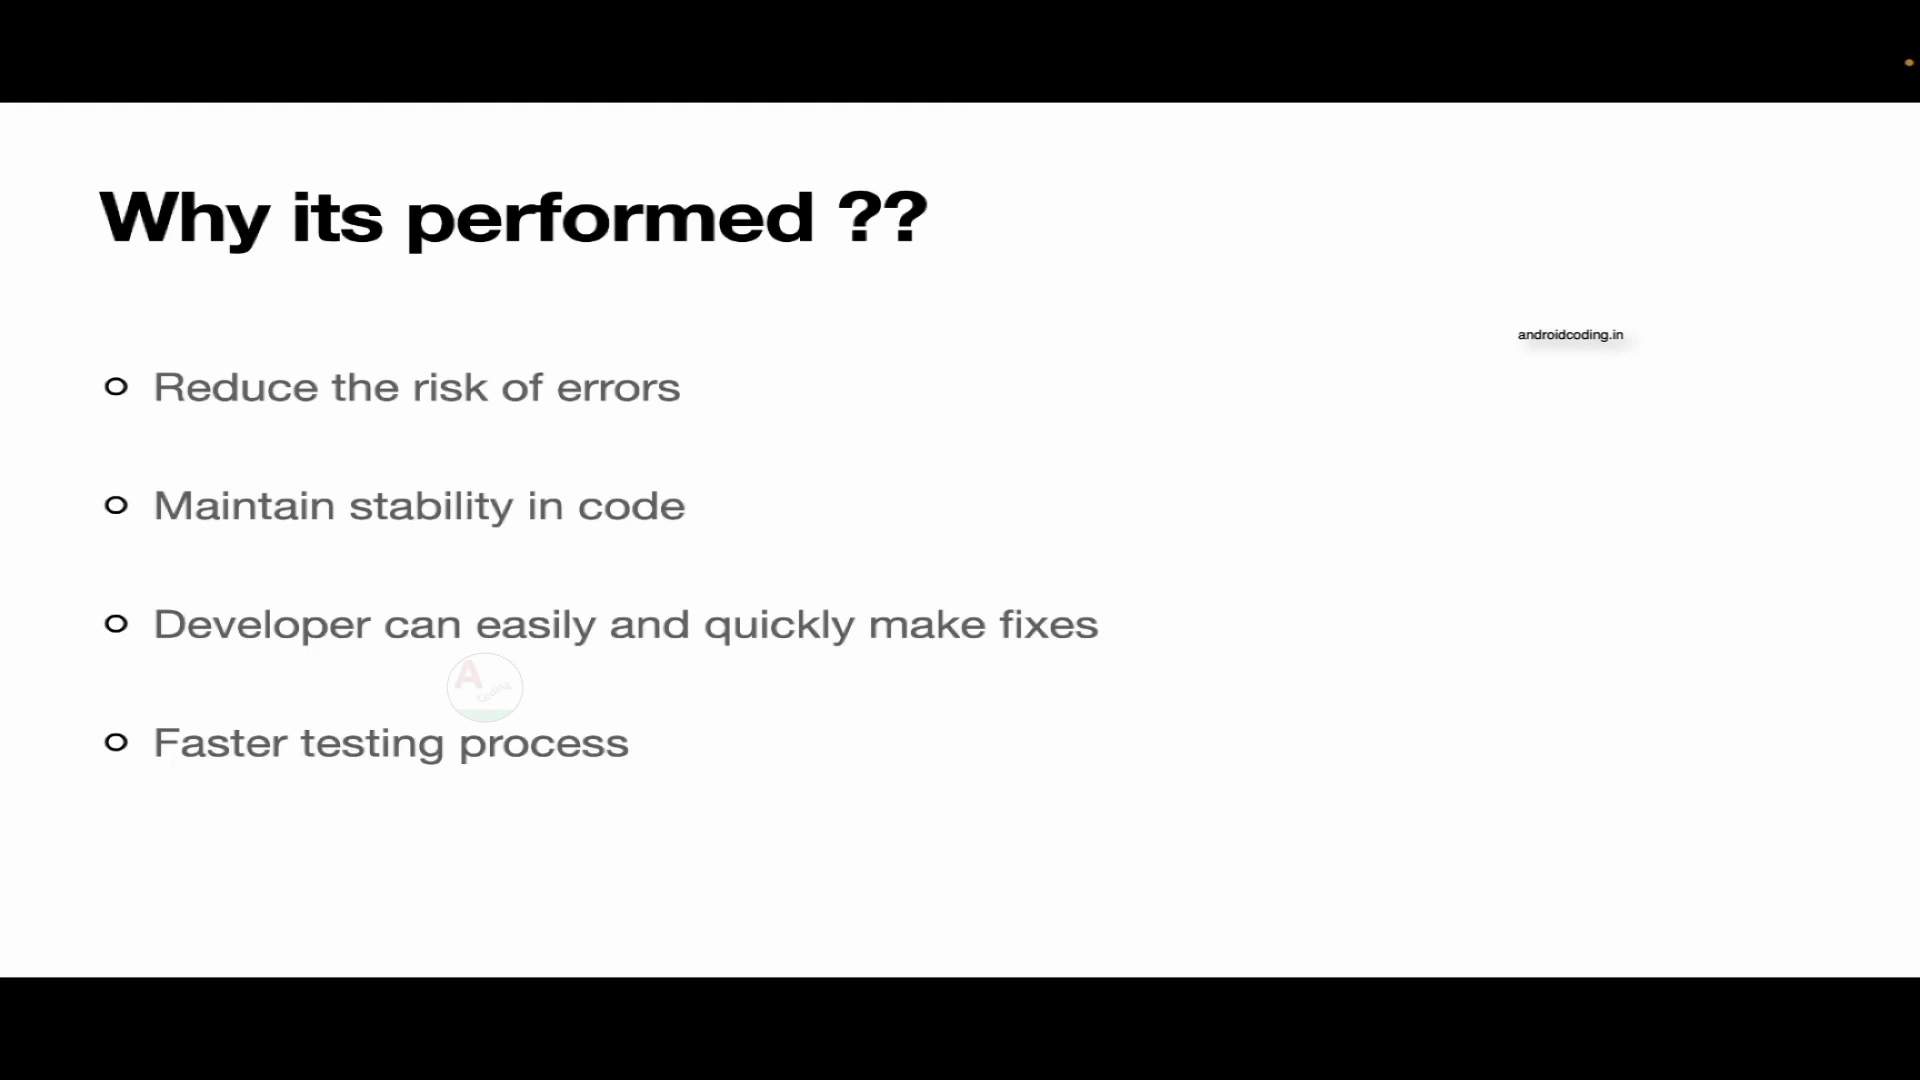 Why its performed ??
androidcoding.in
Reduce the risk of errors
Maintain stability in code
Developer can easily and quickly make fixes
A
Coding
Faster testing process